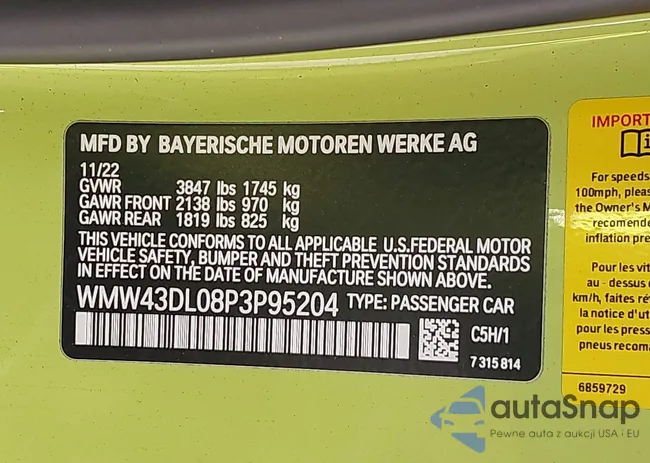 MFD BY BAYERISCHE MOTOREN WERKE AG
11/22
GVWR 3847 lbs 1745 kg
GAWR FRONT 2138 lbs 970 kg
GAWR REAR 1819 lbs 825 kg
THIS VEHICLE CONFORMS TO ALL APPLICABLE U.S.FEDERAL MOTOR
VEHICLE SAFETY, BUMPER AND THEFT PREVENTION STANDARDS
IN EFFECT ON THE DATE OF MANUFACTURE SHOWN ABOVE.
WMW43DL08P3P95204 TYPE: PASSENGER CAR
C5H/1
7 315 814
IMPORT
For speeds
100mph, pleas
the Owner's M
recommende
inflation pre
Pour les vit
au - dessus d
km/h, faites ré
la notice d'ut
pour les press
pneus recoma
6859729
autaSnap
Pewne auta z aukcji USA i EU